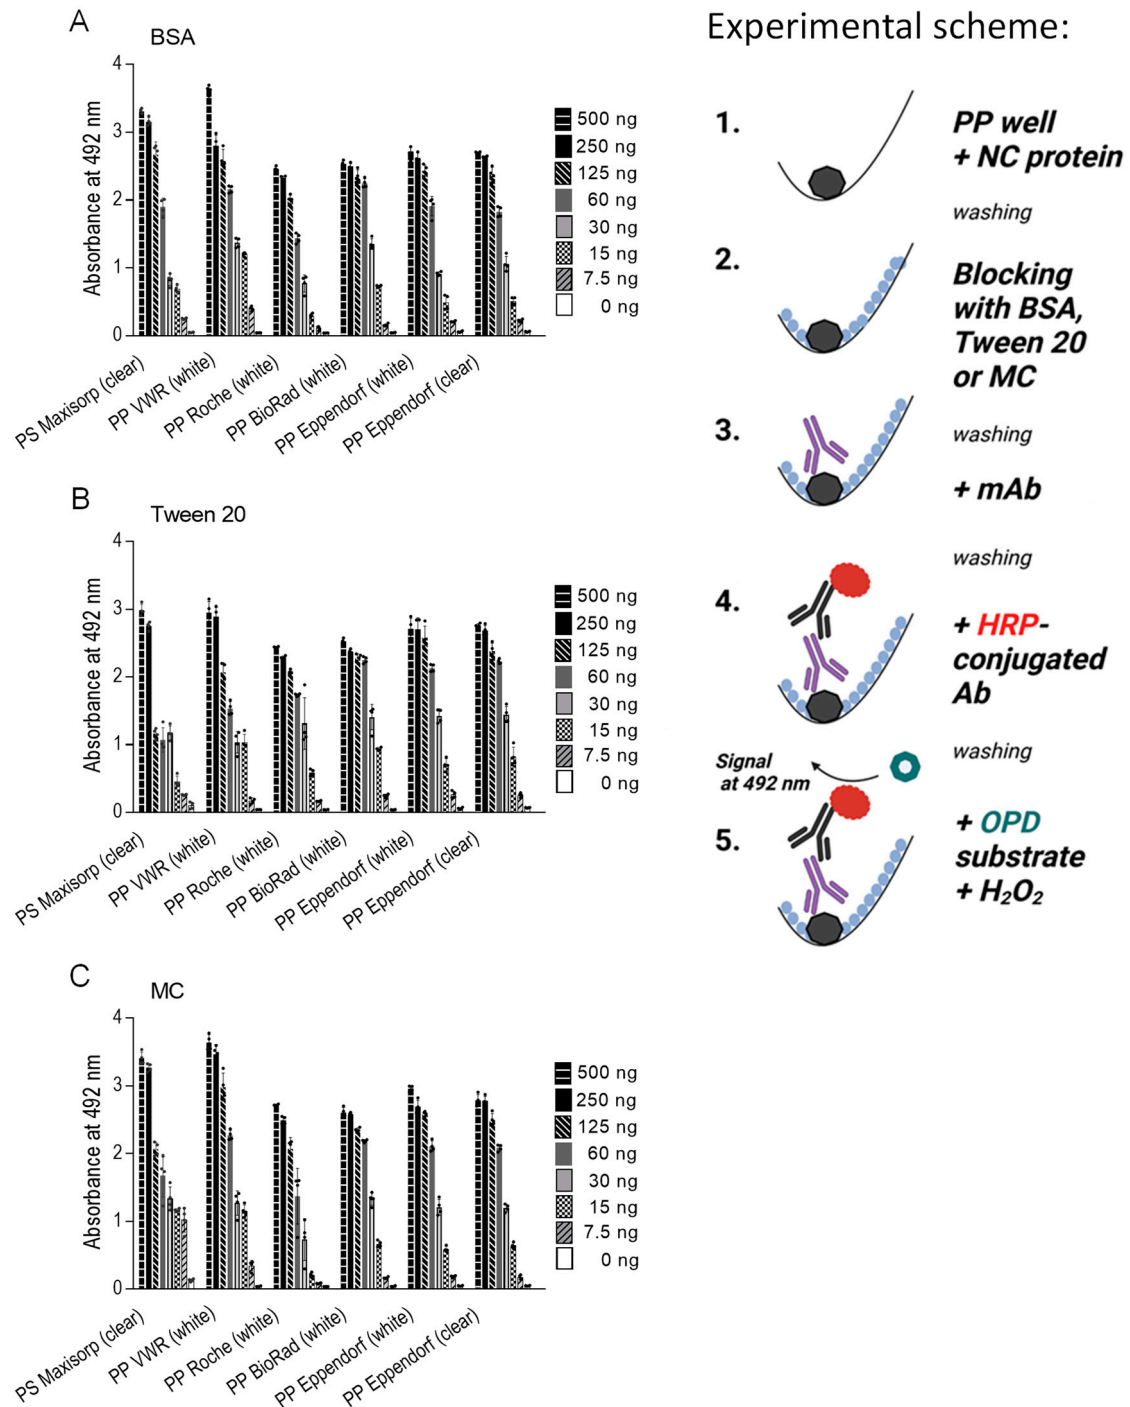 A
BSA
4
3
2
1
0
Absorbance at 492 nm
500 ng
250 ng
125 ng
60 ng
30 ng
15 ng
7.5 ng
0 ng
PS Maxisorp (clear)
PP VWR (white)
PP Roche (white)
PP BioRad (white)
PP Eppendorf (white)
PP Eppendorf (clear)
B
Tween 20
4
3
2
1
0
Absorbance at 492 nm
500 ng
250 ng
125 ng
60 ng
30 ng
15 ng
7.5 ng
0 ng
PS Maxisorp (clear)
PP VWR (white)
PP Roche (white)
PP BioRad (white)
PP Eppendorf (white)
PP Eppendorf (clear)
C
MC
4
3
2
1
0
Absorbance at 492 nm
500 ng
250 ng
125 ng
60 ng
30 ng
15 ng
7.5 ng
0 ng
PS Maxisorp (clear)
PP VWR (white)
PP Roche (white)
PP BioRad (white)
PP Eppendorf (white)
PP Eppendorf (clear)
Experimental scheme:
1.
PP well
+ NC protein
washing
2.
Blocking
with BSA,
Tween 20
or MC
washing
3.
+ mAb
washing
4.
+ HRP-
conjugated
Ab
washing
Signal
at 492 nm
5.
+ OPD
substrate
+ H₂O₂